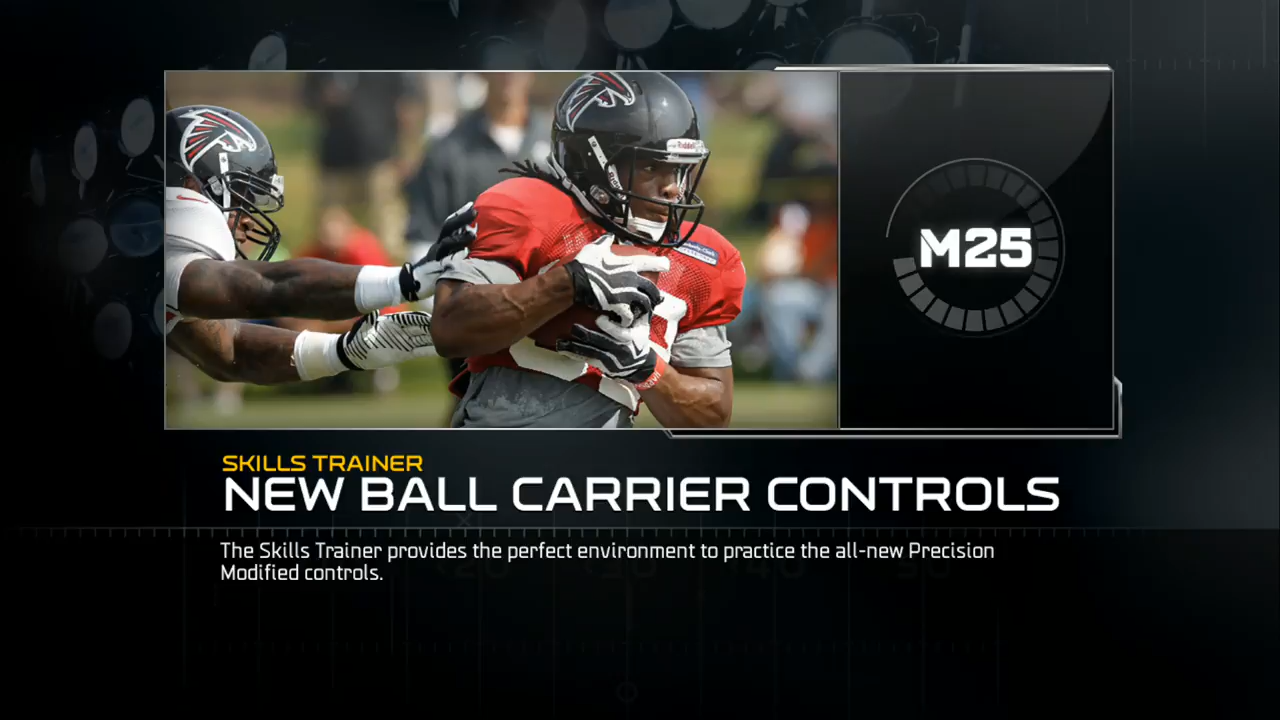 Riddell
M25
SKILLS TRAINER
NEW BALL CARRIER CONTROLS
The Skills Trainer provides the perfect environment to practice the all-new Precision
Modified controls.